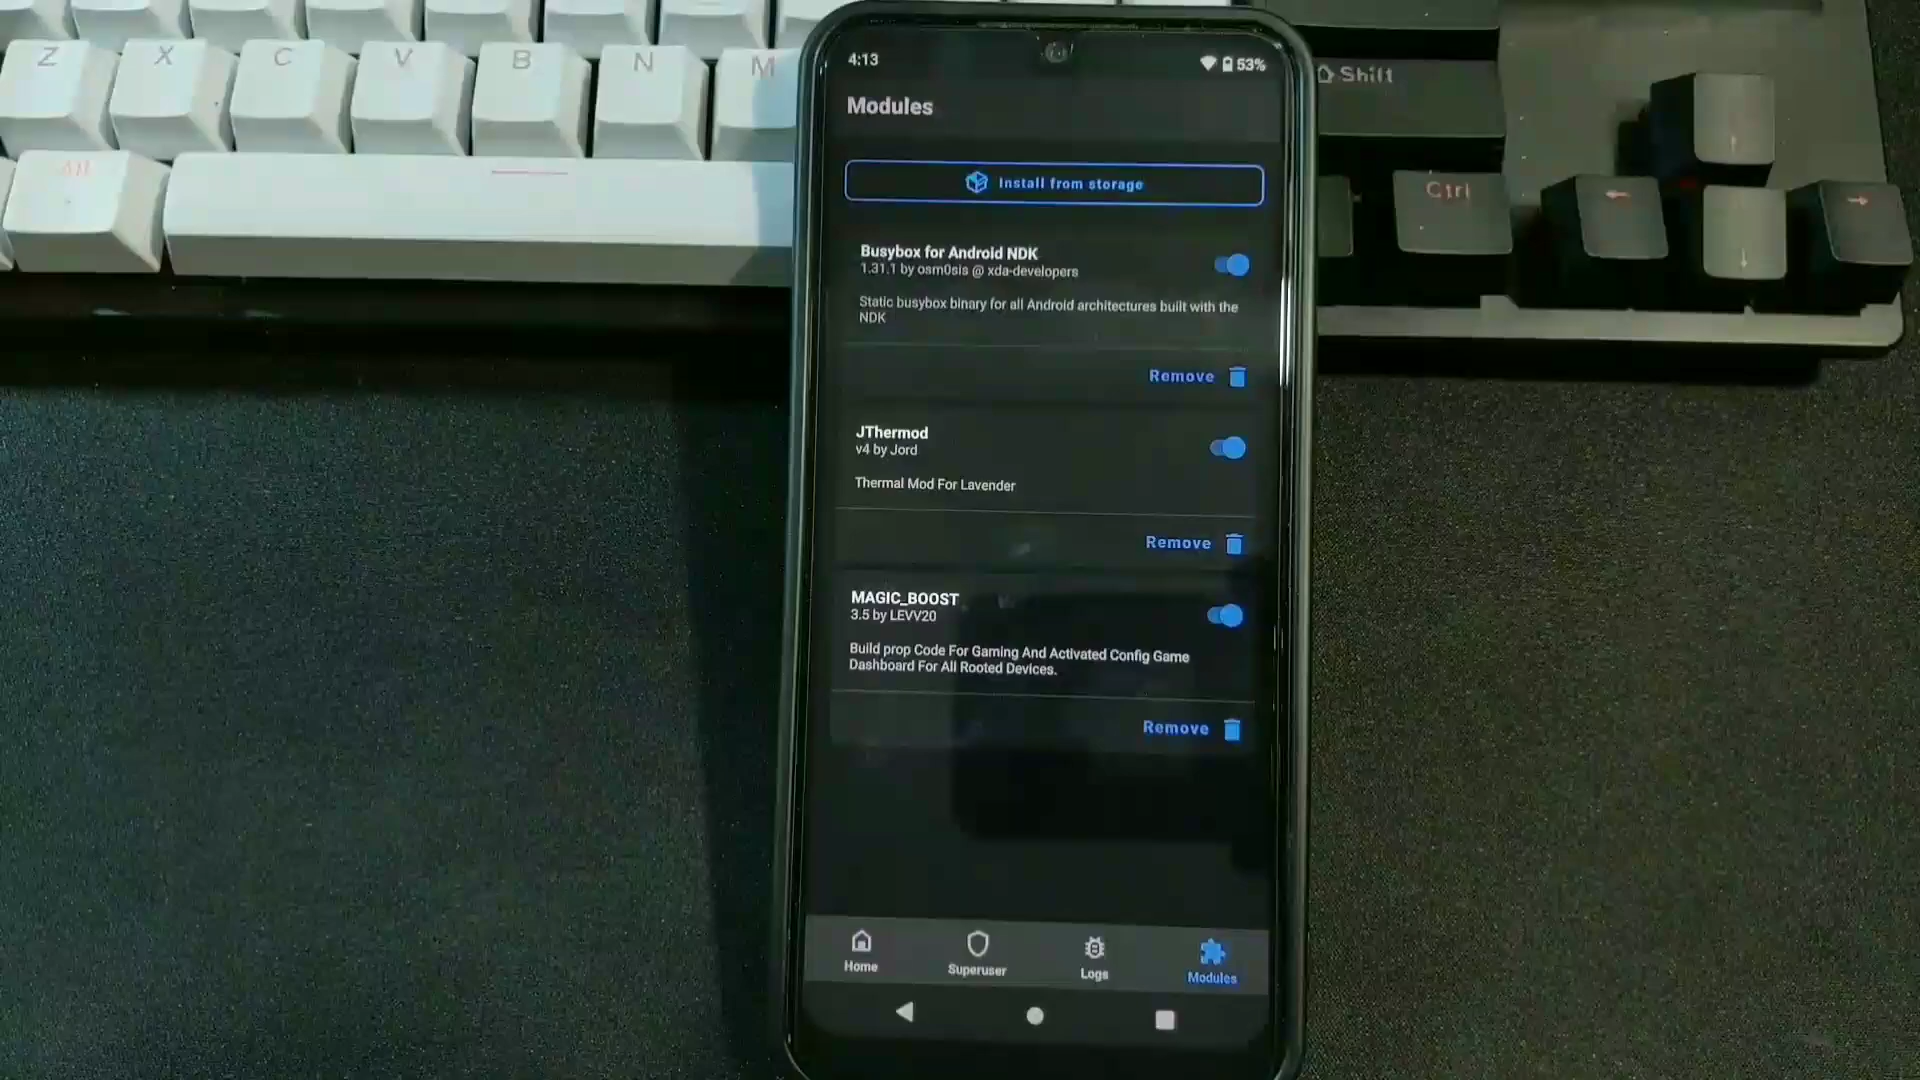 Z X C V B N M
Shift
Alt
Ctrl
4:13
53%
Modules
Install from storage
Busybox for Android NDK
1.31.1 by osm0sis @ xda-developers
Static busybox binary for all Android architectures built with the
NDK
Remove
JThermod
v4 by Jord
Thermal Mod For Lavender
Remove
MAGIC_BOOST
3.5 by LEVV20
Build prop Code For Gaming And Activated Config Game
Dashboard For All Rooted Devices.
Remove
Home
Superuser
Logs
Modules